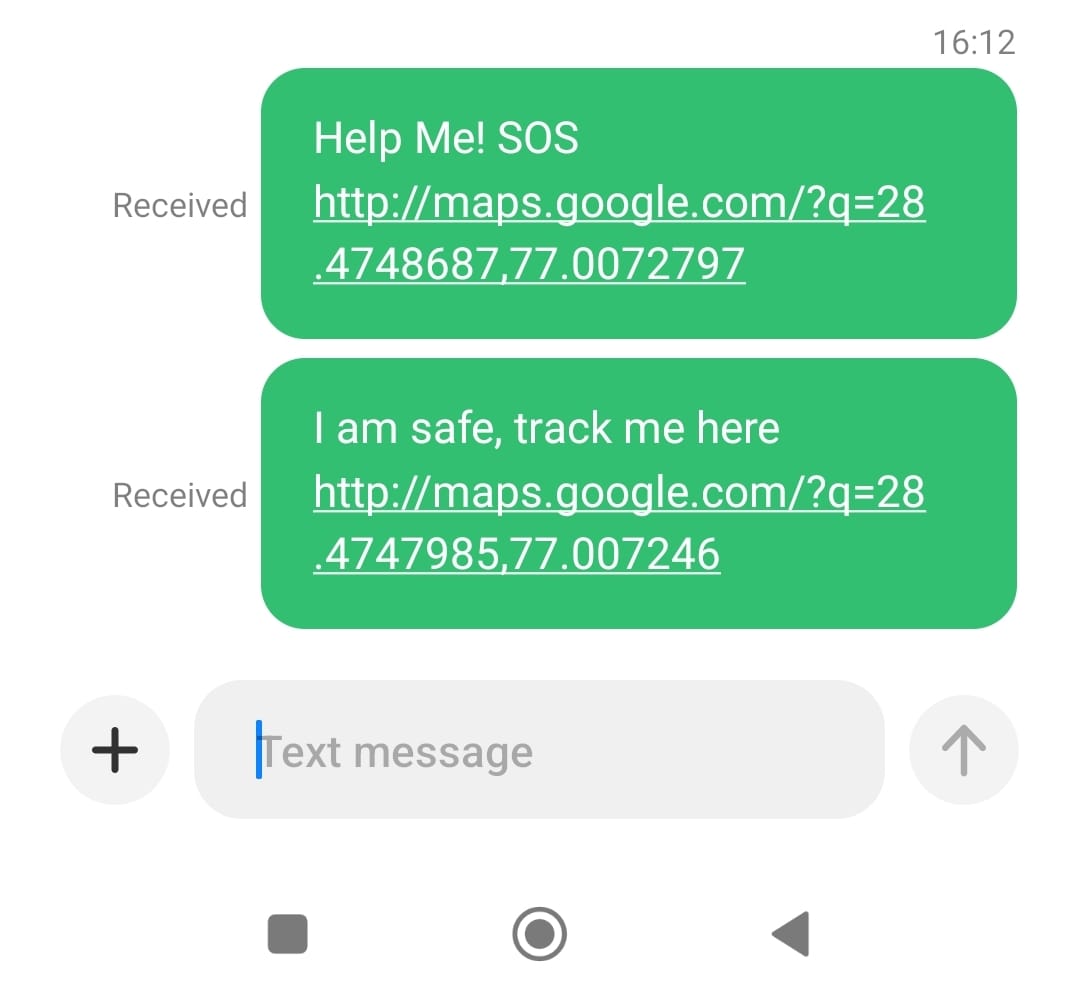 16:12
Help Me! SOS
Received
http://maps.google.com/?q=28
.4748687,77.0072797
I am safe, track me here
Received
http://maps.google.com/?q=28
.4747985,77.007246
Text message